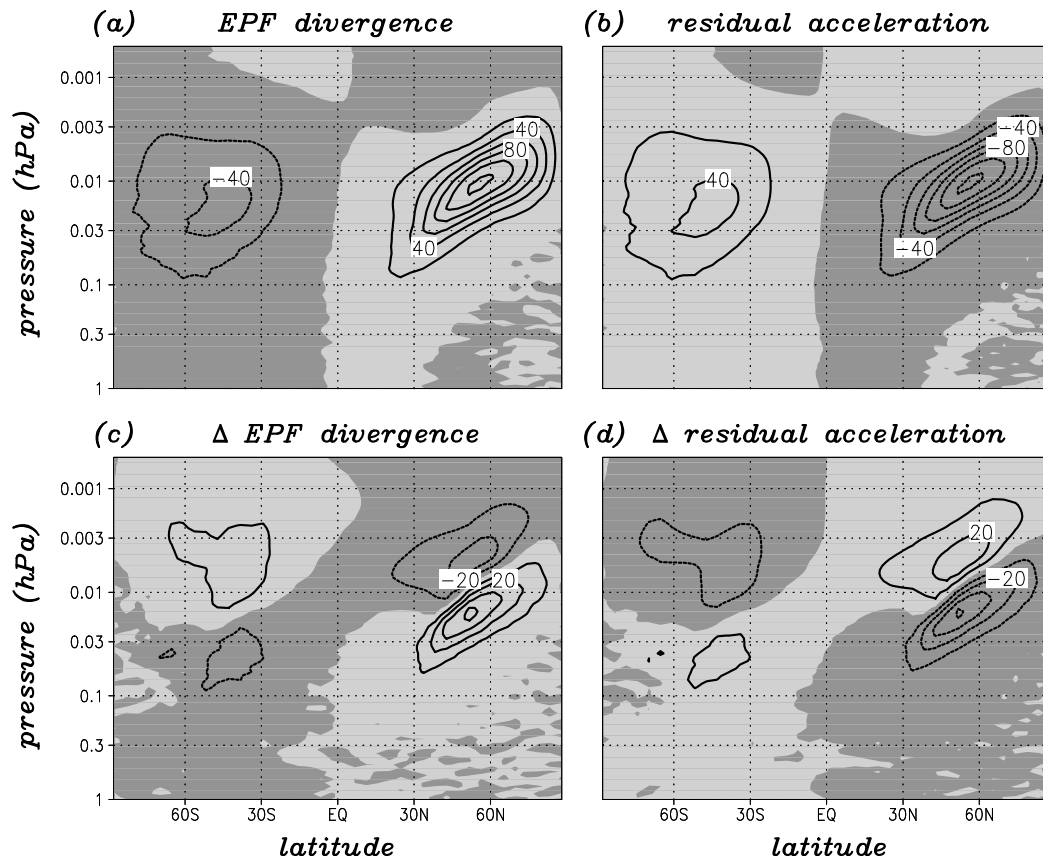 (a) EPF divergence
(b) residual acceleration
pressure (hPa)
0.001
0.003
0.01
0.03
0.1
0.3
1
40
80
-40
40
-40
-80
40
-40
(c) Δ EPF divergence
(d) Δ residual acceleration
pressure (hPa)
0.001
0.003
0.01
0.03
0.1
0.3
1
-20
20
20
-20
60S
30S
EQ
30N
60N
60S
30S
EQ
30N
60N
latitude
latitude